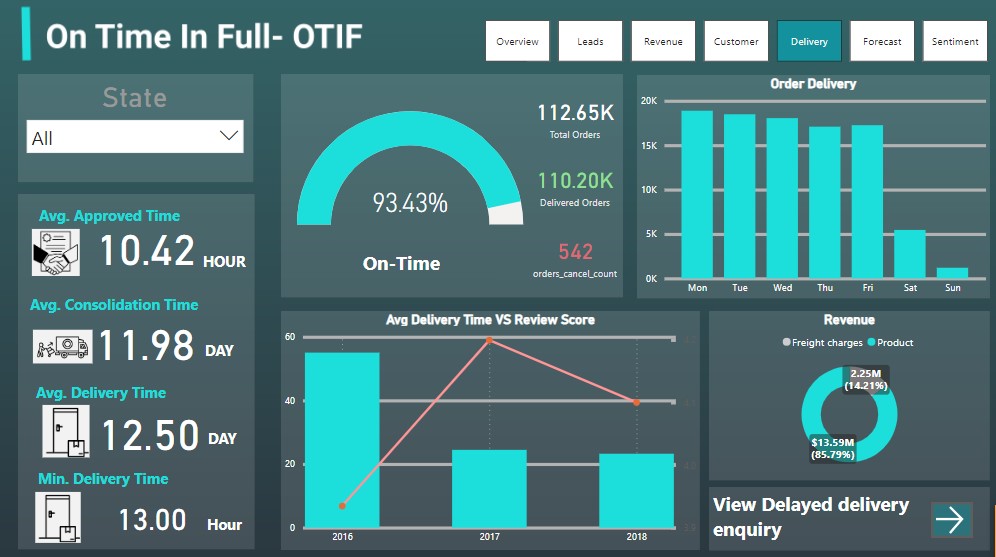 On Time In Full- OTIF
Overview
Leads
Revenue
Customer
Delivery
Forecast
Sentiment
State
All
Avg. Approved Time
10.42 HOUR
Avg. Consolidation Time
11.98 DAY
Avg. Delivery Time
12.50 DAY
Min. Delivery Time
13.00 Hour
93.43%
On-Time
112.65K
Total Orders
110.20K
Delivered Orders
542
orders_cancel_count
Order Delivery
20K
15K
10K
5K
0K
Mon Tue Wed Thu Fri Sat Sun
Avg Delivery Time VS Review Score
60
40
20
0
2016 2017 2018
Revenue
Freight charges Product
2.25M
(14.21%)
$13.59M
(85.79%)
View Delayed delivery
enquiry